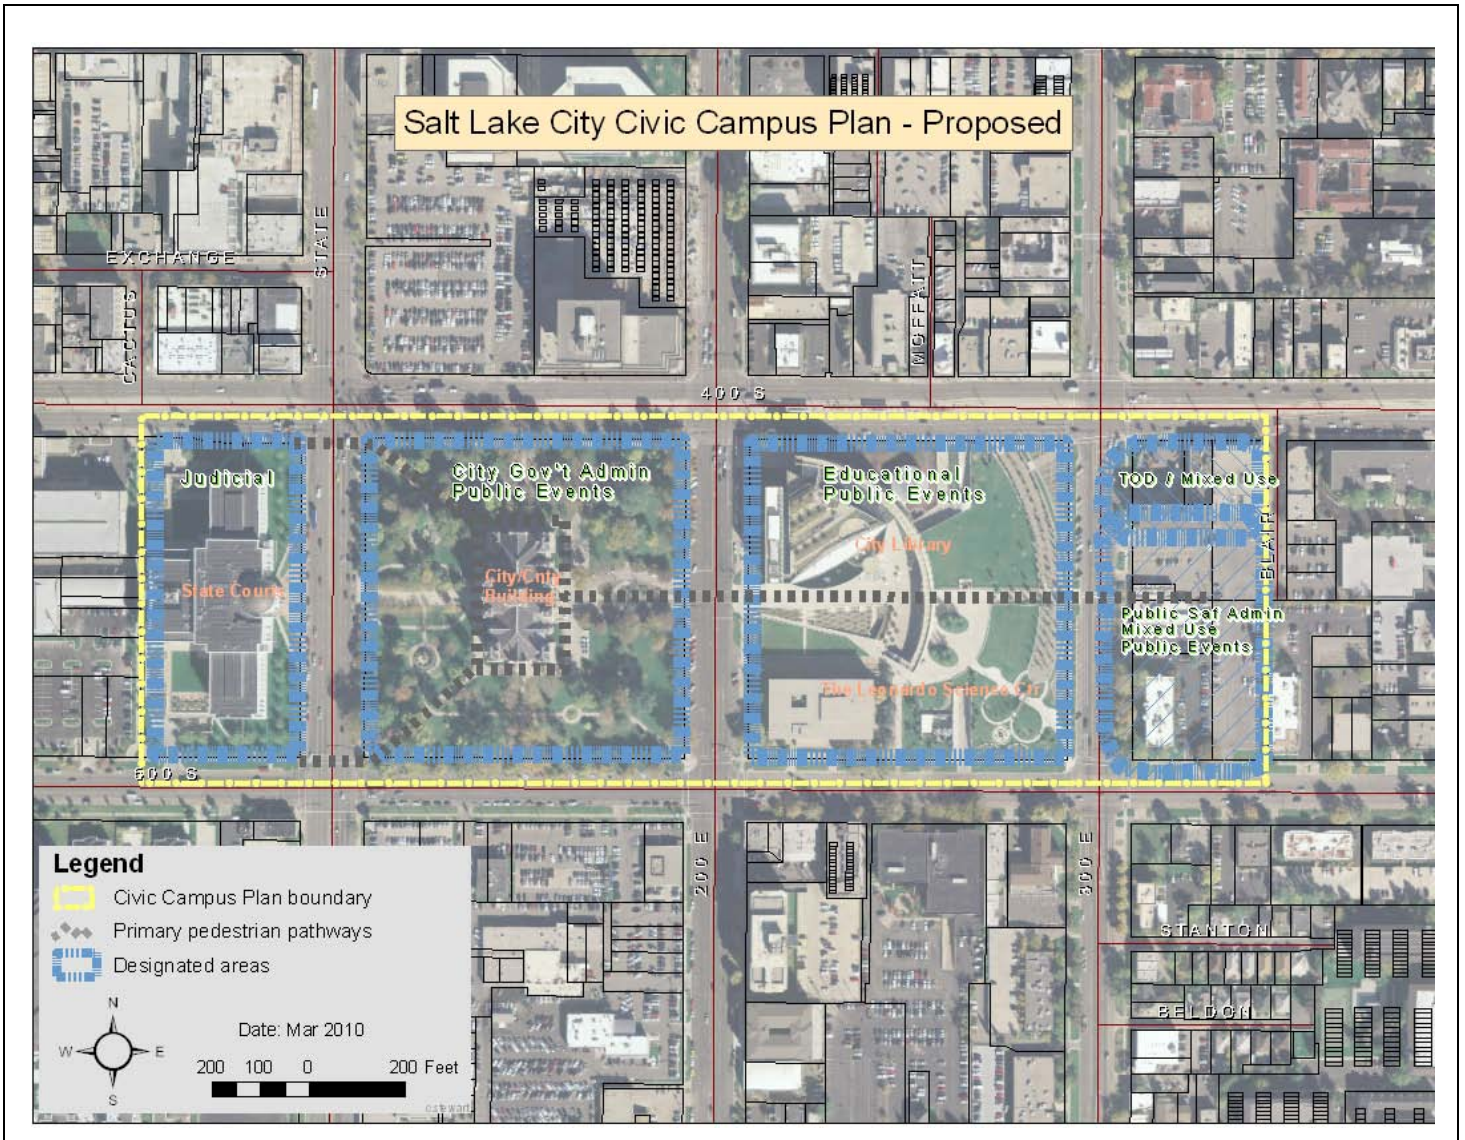 Salt Lake City Civic Campus Plan - Proposed
EXCHANGE
STATE
CACTUS
MOFFATT
400 S
Judicial
City Gov't Admin
Public Events
Educational
Public Events
TOD / Mixed Use
City Library
BLAIR
State Courts
City/Cnty
Building
Public Saf Admin
Mixed Use
Public Events
The Leonardo Science Ctr
500 S
200 E
300 E
STANTON
BELDON
Legend
Civic Campus Plan boundary
Primary pedestrian pathways
Designated areas
N
W
E
S
Date: Mar 2010
200 100 0 200 Feet
cstewart